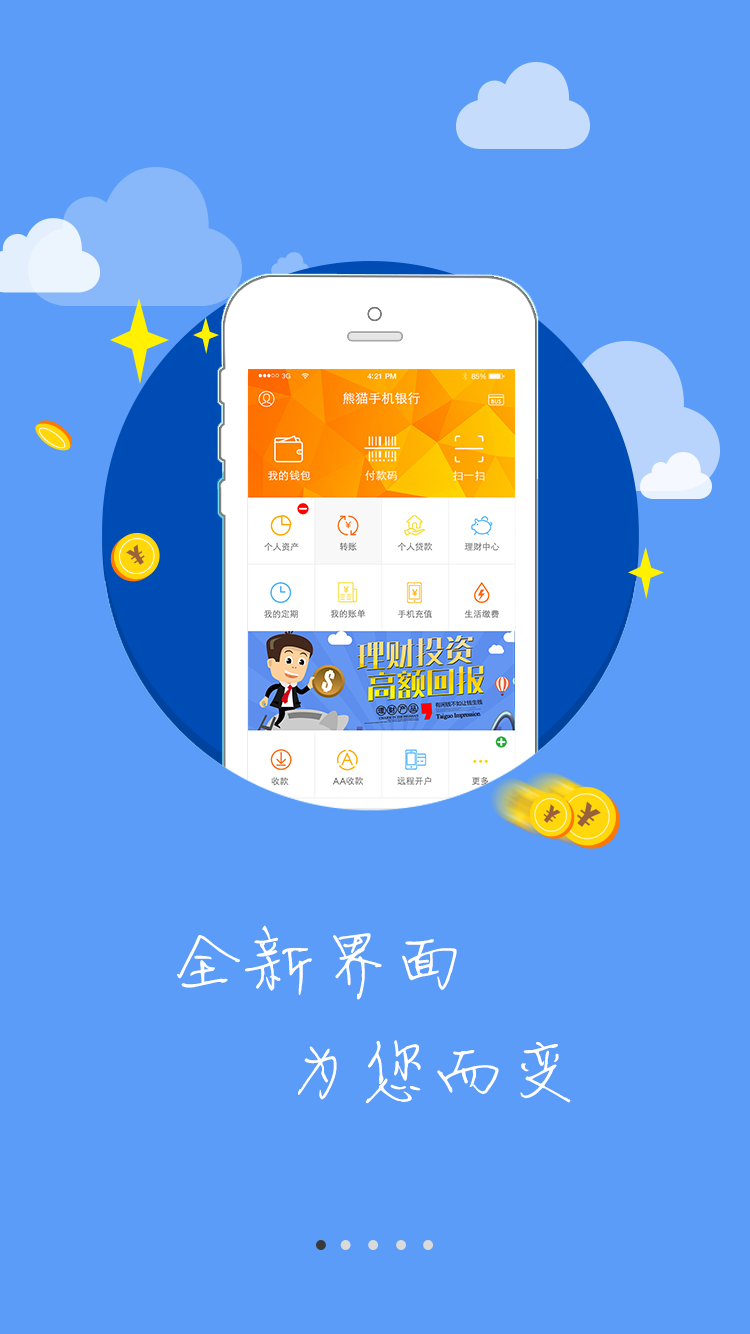 3G 4:21 PM 85%
熊猫手机银行
BUS
我的钱包 付款码 扫一扫
个人资产 转账 个人贷款 理财中心
我的定期 我的账单 手机充值 生活缴费
理财投资
高额回报
理财产品
有闲钱不如让钱生钱
Taiguo Impression
收款 AA收款 远程开户 更多
全新界面
为您而变